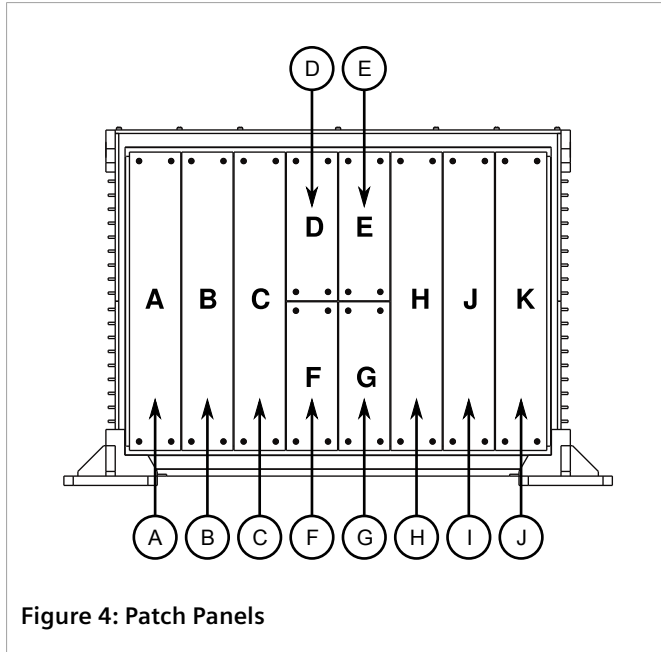 D E
D E
A B C H J K
F G
A B C F G H I J
Figure 4: Patch Panels